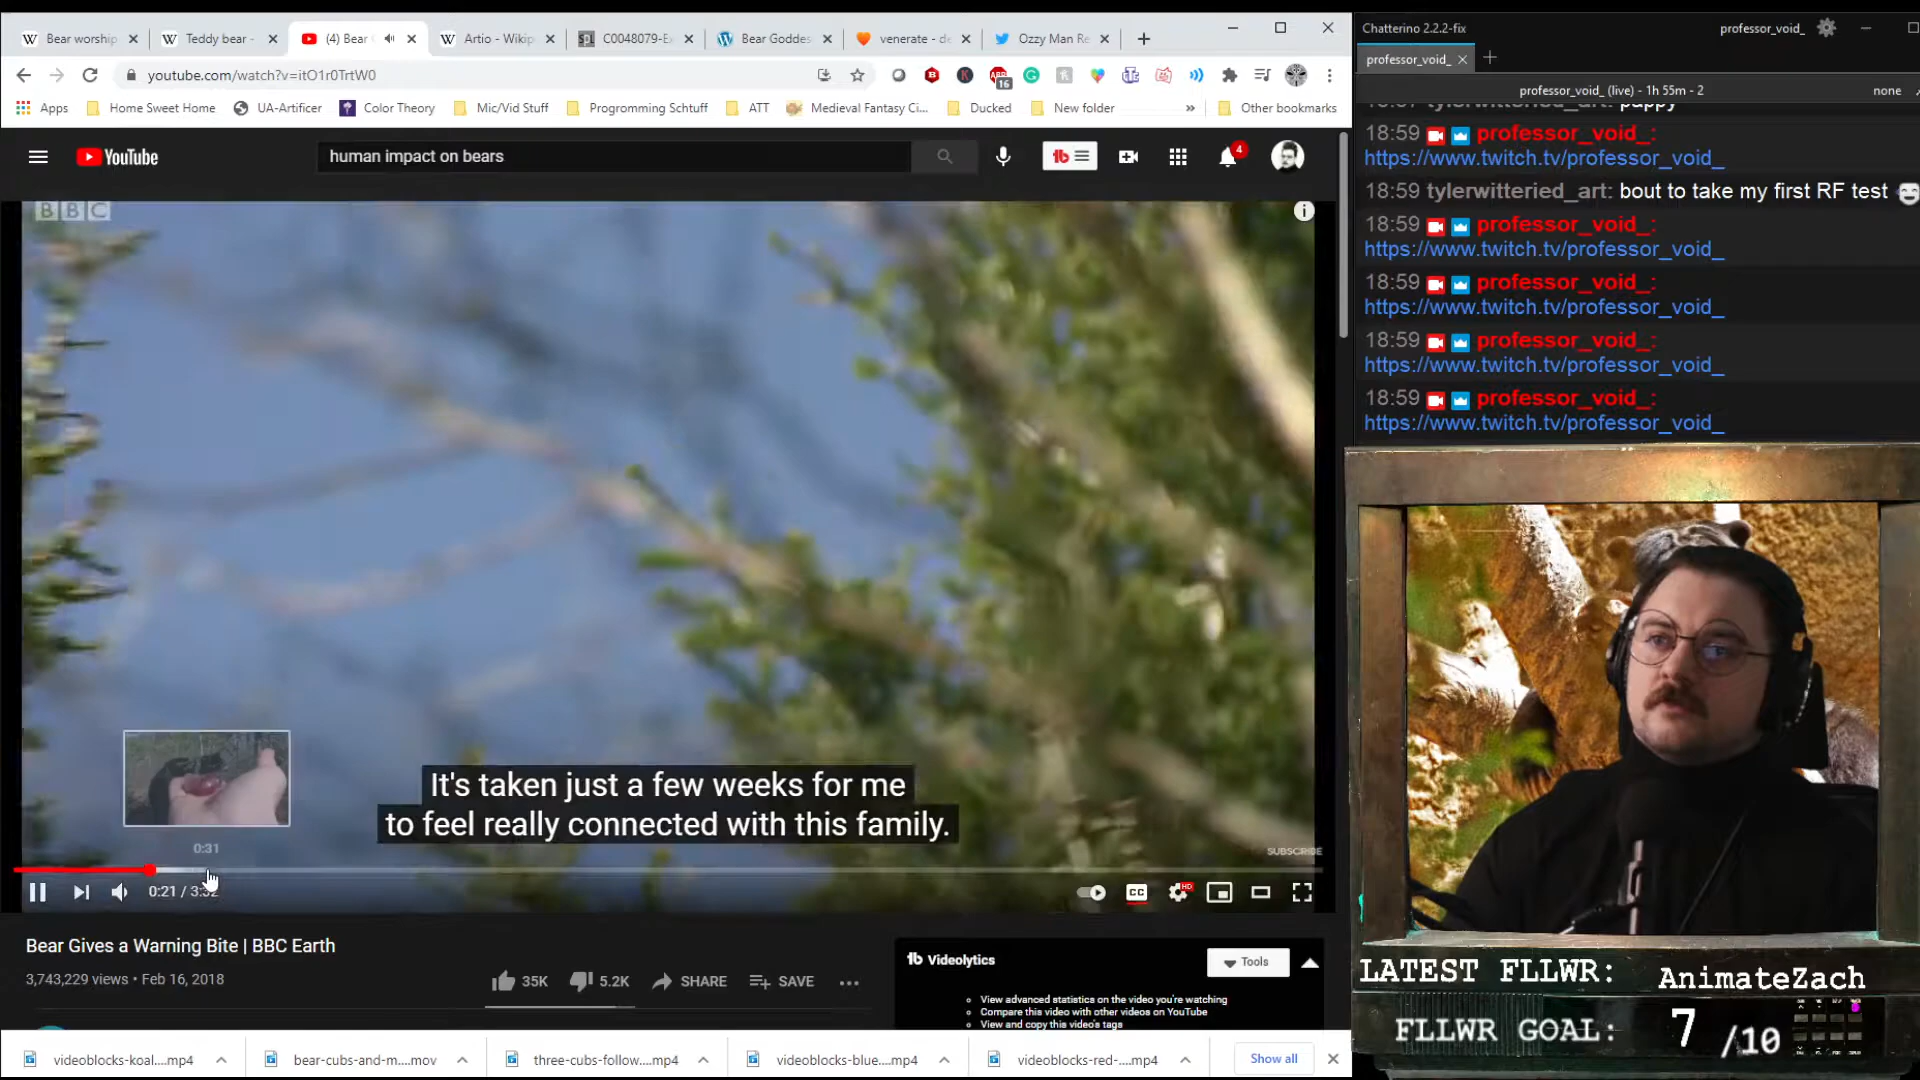 Bear worship
Teddy bear -
(4) Bear
Artio - Wikip
C0048079-E
Bear Goddes
venerate - de
Ozzy Man Re
youtube.com/watch?v=itO1r0TrtW0
16
Apps
Home Sweet Home
UA-Artificer
Color Theory
Mic/Vid Stuff
Programming Schtuff
ATT
Medieval Fantasy Ci...
Ducked
New folder
»
Other bookmarks
YouTube
human impact on bears
4
BBC
It's taken just a few weeks for me
to feel really connected with this family.
0:31
SUBSCRIBE
0:21 / 3:32
CC
HD
Bear Gives a Warning Bite | BBC Earth
3,743,229 views • Feb 16, 2018
35K
5.2K
SHARE
SAVE
Videolytics
Tools
View advanced statistics on the video you're watching
Compare this video with other videos on YouTube
View and copy this video's tags
videoblocks-koal....mp4
bear-cubs-and-m....mov
three-cubs-follow....mp4
videoblocks-blue....mp4
videoblocks-red-....mp4
Show all
Chatterino 2.2.2-fix
professor_void_
professor_void_
professor_void_ (live) - 1h 55m - 2
none
tylerwitteried_art: puppy
18:59 professor_void_:
https://www.twitch.tv/professor_void_
18:59 tylerwitteried_art: bout to take my first RF test
18:59 professor_void_:
https://www.twitch.tv/professor_void_
18:59 professor_void_:
https://www.twitch.tv/professor_void_
18:59 professor_void_:
https://www.twitch.tv/professor_void_
18:59 professor_void_:
https://www.twitch.tv/professor_void_
LATEST FLLWR: AnimateZach
FLLWR GOAL: 7 /10